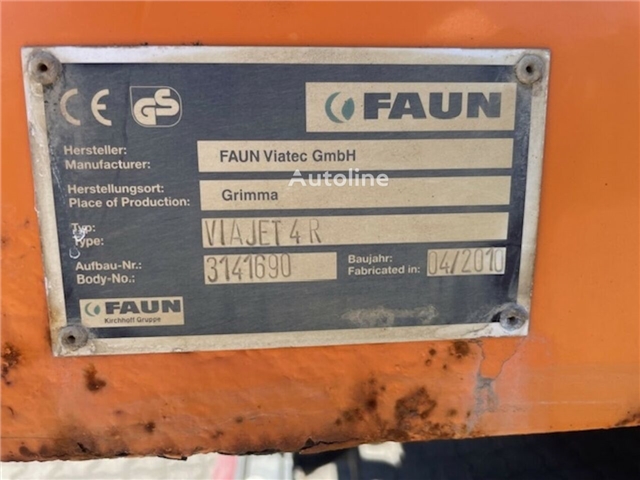 CE GS FAUN
Hersteller:
Manufacturer: FAUN Viatec GmbH
Autoline
Herstellungsort:
Place of Production: Grimma
Typ:
Type: VIAJET 4 R
Aufbau-Nr.:
Body-No.: 3141690
Baujahr:
Fabricated in: 04/2010
FAUN
Kirchhoff Gruppe